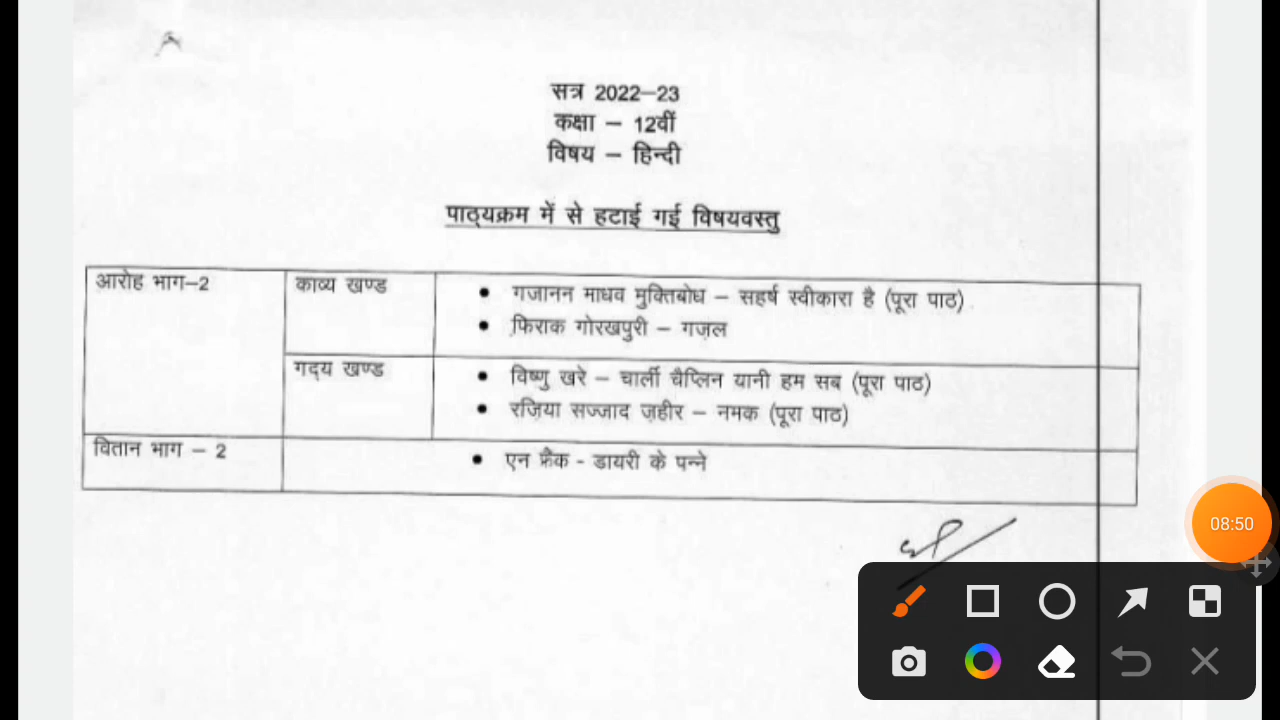 सत्र 2022–23
कक्षा – 12वीं
विषय – हिन्दी
पाठ्यक्रम में से हटाई गई विषयवस्तु
आरोह भाग–2
काव्य खण्ड
• गजानन माधव मुक्तिबोध – सहर्ष स्वीकारा है (पूरा पाठ)
• फ़िराक गोरखपुरी – गज़ल
गद्य खण्ड
• विष्णु खरे – चार्ली चैप्लिन यानी हम सब (पूरा पाठ)
• रज़िया सज्जाद ज़हीर – नमक (पूरा पाठ)
वितान भाग – 2
• एन फ्रैंक - डायरी के पन्ने
08:50